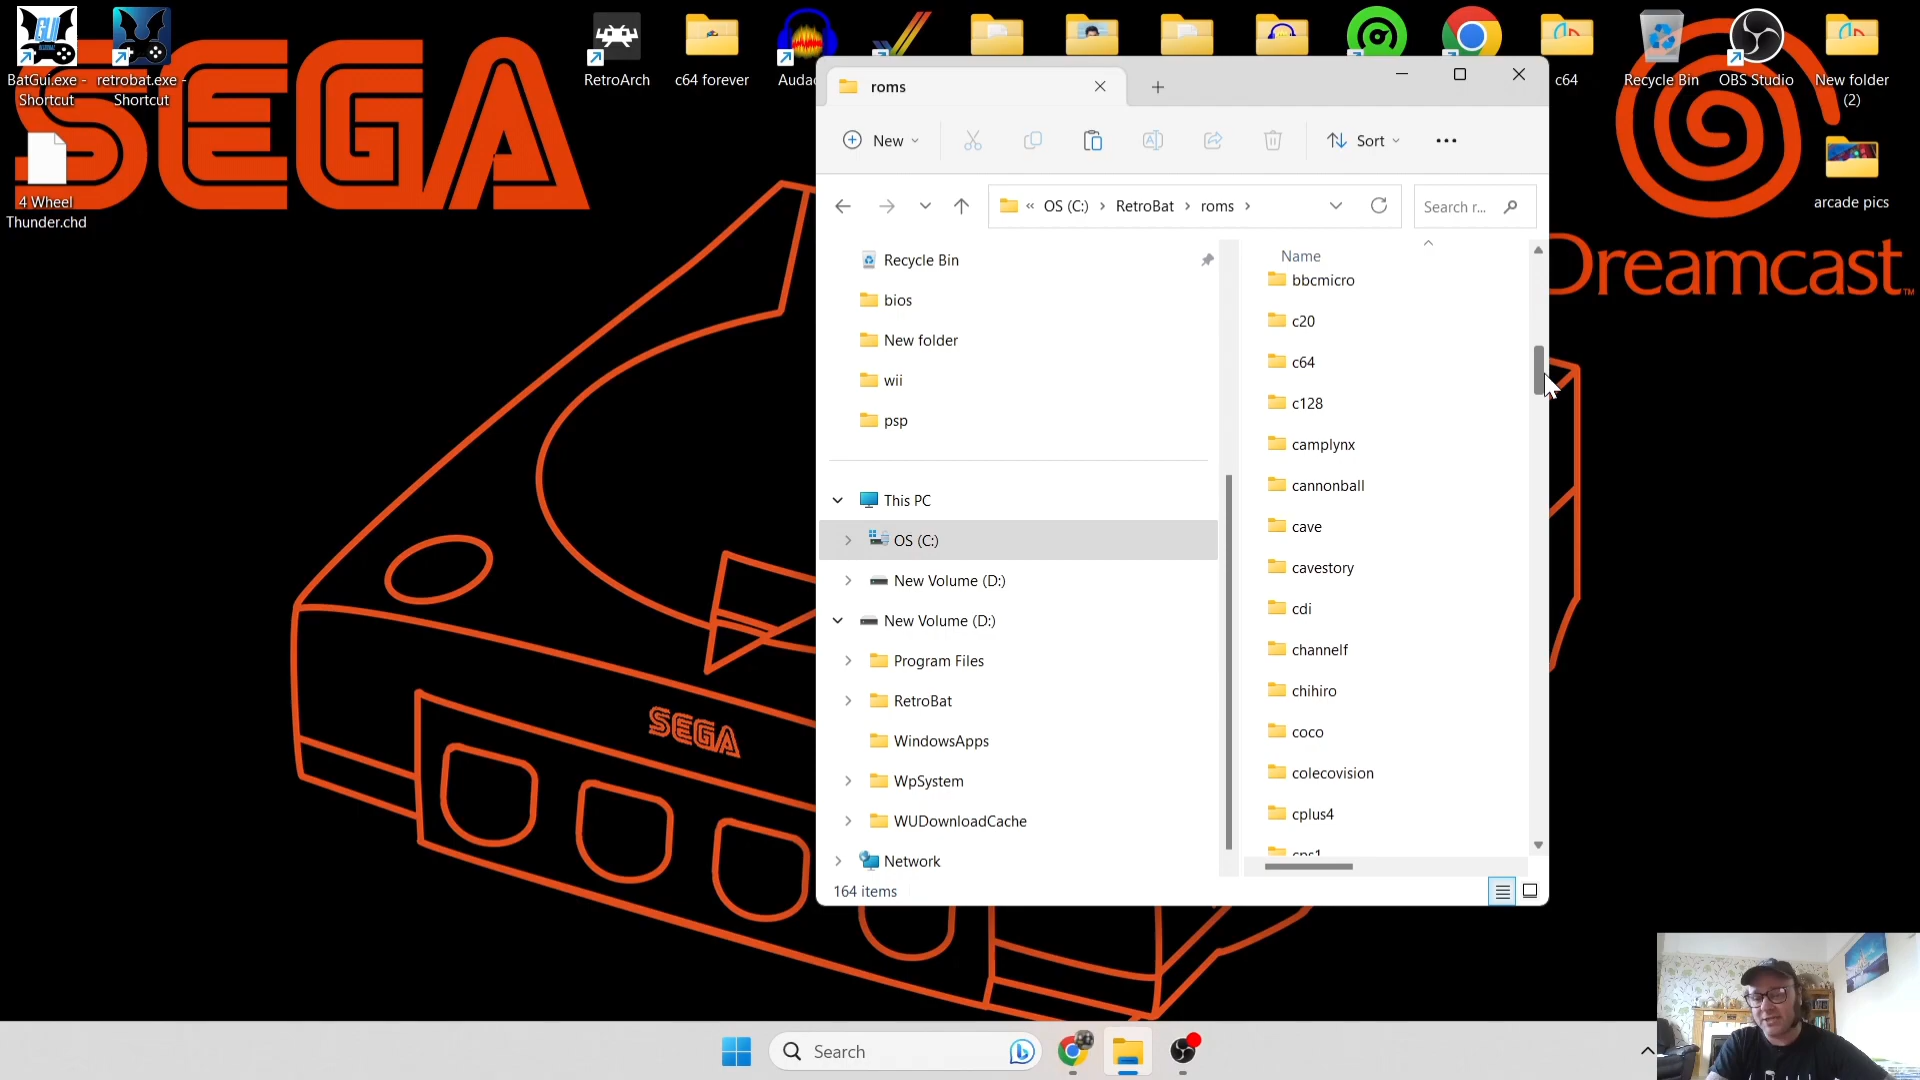 BatGui.exe -
Shortcut
retrobat.exe -
Shortcut
RetroArch
c64 forever
Audac
c64
Recycle Bin
OBS Studio
New folder
(2)
4 Wheel
Thunder.chd
arcade pics
SEGA
Dreamcast™
SEGA
roms
New
Sort
OS (C:)
RetroBat
roms
Search r...
Recycle Bin
bios
New folder
wii
psp
This PC
OS (C:)
New Volume (D:)
New Volume (D:)
Program Files
RetroBat
WindowsApps
WpSystem
WUDownloadCache
Network
Name
bbcmicro
c20
c64
c128
camplynx
cannonball
cave
cavestory
cdi
channelf
chihiro
coco
colecovision
cplus4
cps1
164 items
Search